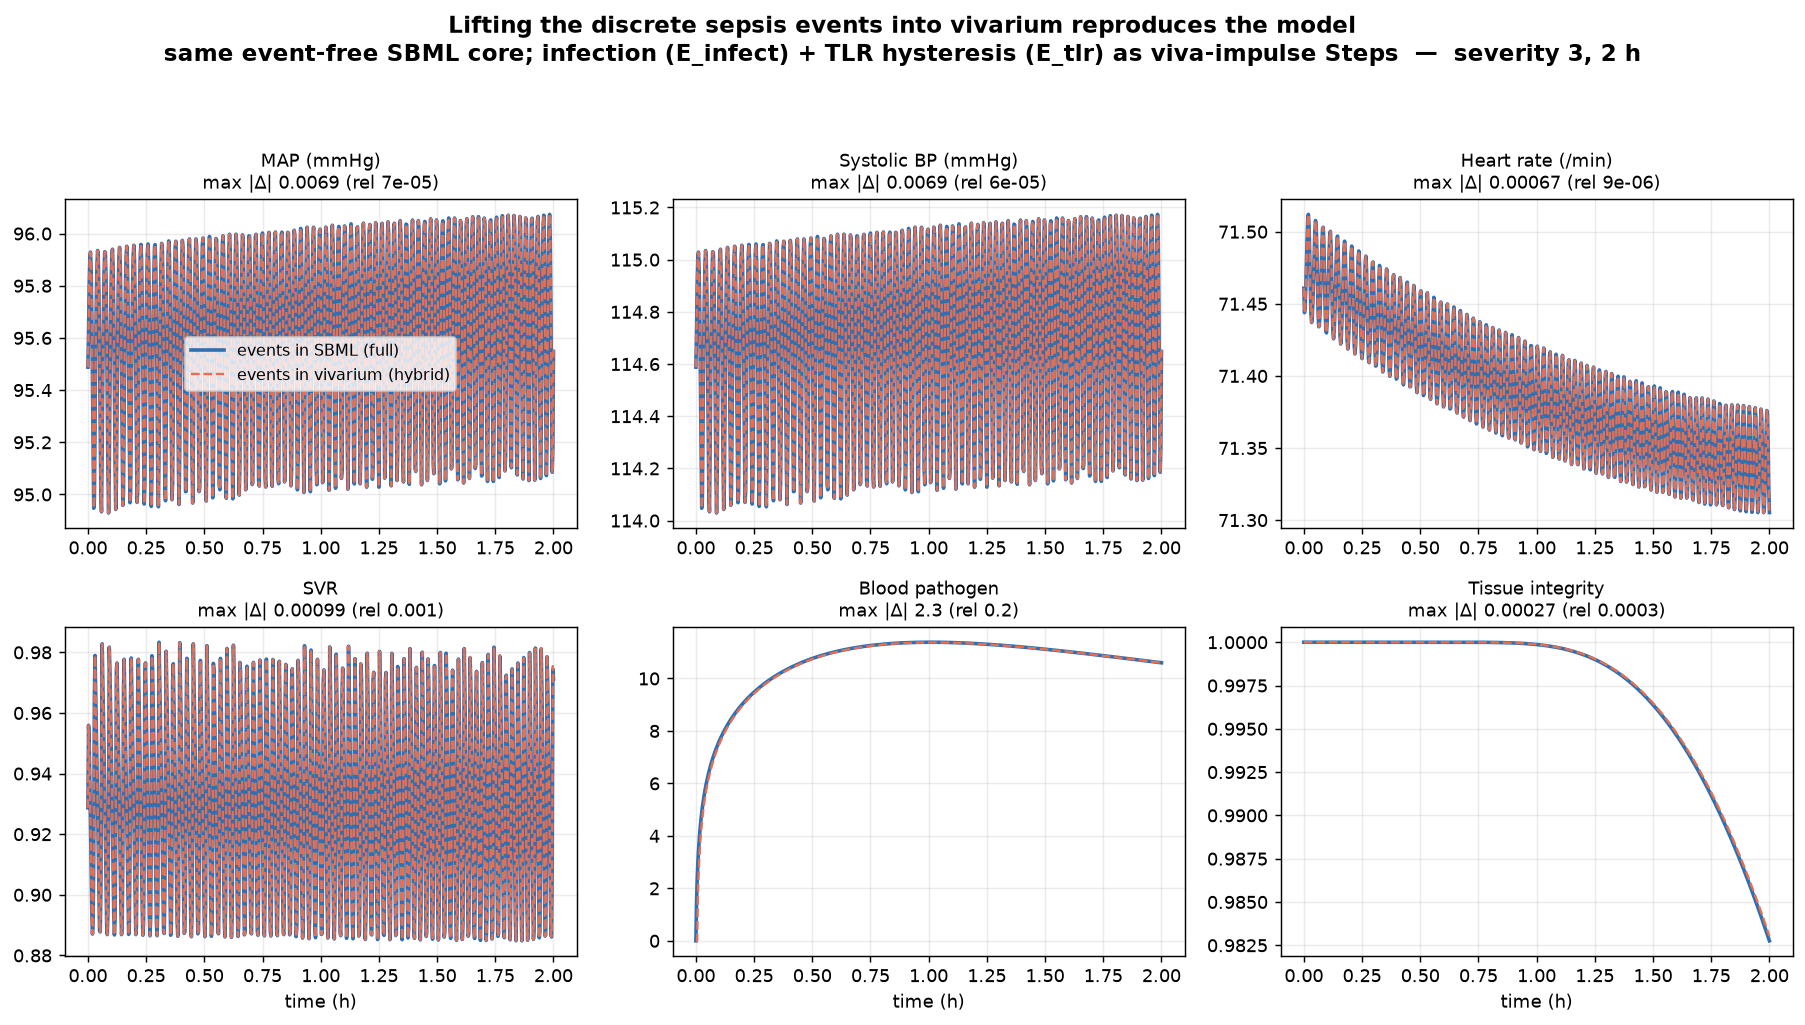 Lifting the discrete sepsis events into vivarium reproduces the model
same event-free SBML core; infection (E_infect) + TLR hysteresis (E_tlr) as viva-impulse Steps — severity 3, 2 h
MAP (mmHg)
max |Δ| 0.0069 (rel 7e-05)
96.0
95.8
95.6
95.4
95.2
95.0
events in SBML (full)
events in vivarium (hybrid)
0.00 0.25 0.50 0.75 1.00 1.25 1.50 1.75 2.00
Systolic BP (mmHg)
max |Δ| 0.0069 (rel 6e-05)
115.2
115.0
114.8
114.6
114.4
114.2
114.0
0.00 0.25 0.50 0.75 1.00 1.25 1.50 1.75 2.00
Heart rate (/min)
max |Δ| 0.00067 (rel 9e-06)
71.50
71.45
71.40
71.35
71.30
0.00 0.25 0.50 0.75 1.00 1.25 1.50 1.75 2.00
SVR
max |Δ| 0.00099 (rel 0.001)
0.98
0.96
0.94
0.92
0.90
0.88
0.00 0.25 0.50 0.75 1.00 1.25 1.50 1.75 2.00
time (h)
Blood pathogen
max |Δ| 2.3 (rel 0.2)
10
8
6
4
2
0
0.00 0.25 0.50 0.75 1.00 1.25 1.50 1.75 2.00
time (h)
Tissue integrity
max |Δ| 0.00027 (rel 0.0003)
1.0000
0.9975
0.9950
0.9925
0.9900
0.9875
0.9850
0.9825
0.00 0.25 0.50 0.75 1.00 1.25 1.50 1.75 2.00
time (h)